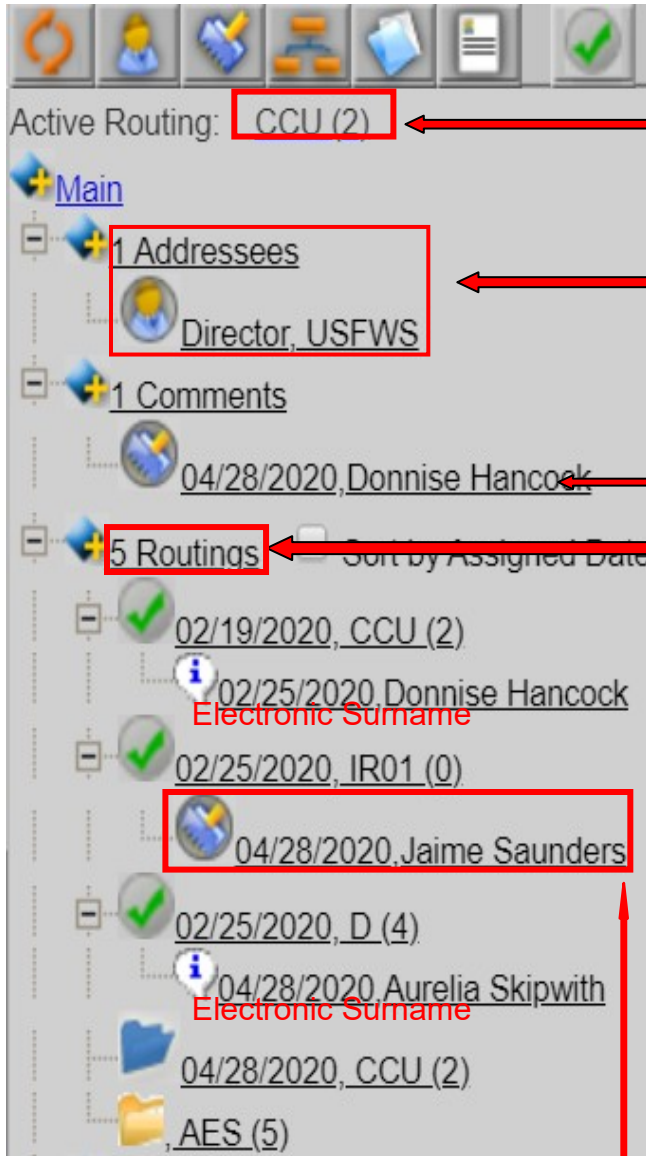 Active Routing: CCU (2)
Main
1 Addressees
Director, USFWS
1 Comments
04/28/2020,Donnise Hancock
5 Routings Sort by Assigned Date
02/19/2020, CCU (2)
i
02/25/2020,Donnise Hancock
Electronic Surname
02/25/2020, IR01 (0)
04/28/2020,Jaime Saunders
02/25/2020, D (4)
i
04/28/2020,Aurelia Skipwith
Electronic Surname
04/28/2020, CCU (2)
, AES (5)